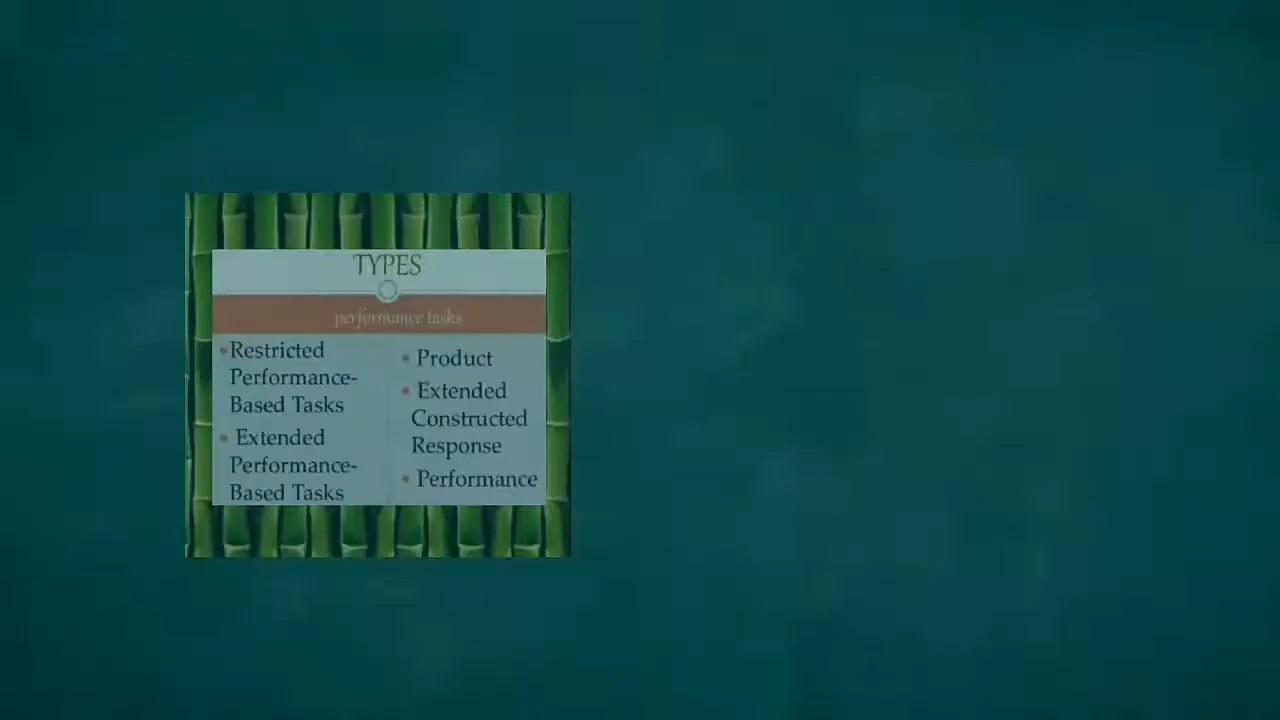 TYPES
performance tasks
•Restricted
Performance-
Based Tasks
• Extended
Performance-
Based Tasks
• Product
• Extended
Constructed
Response
• Performance